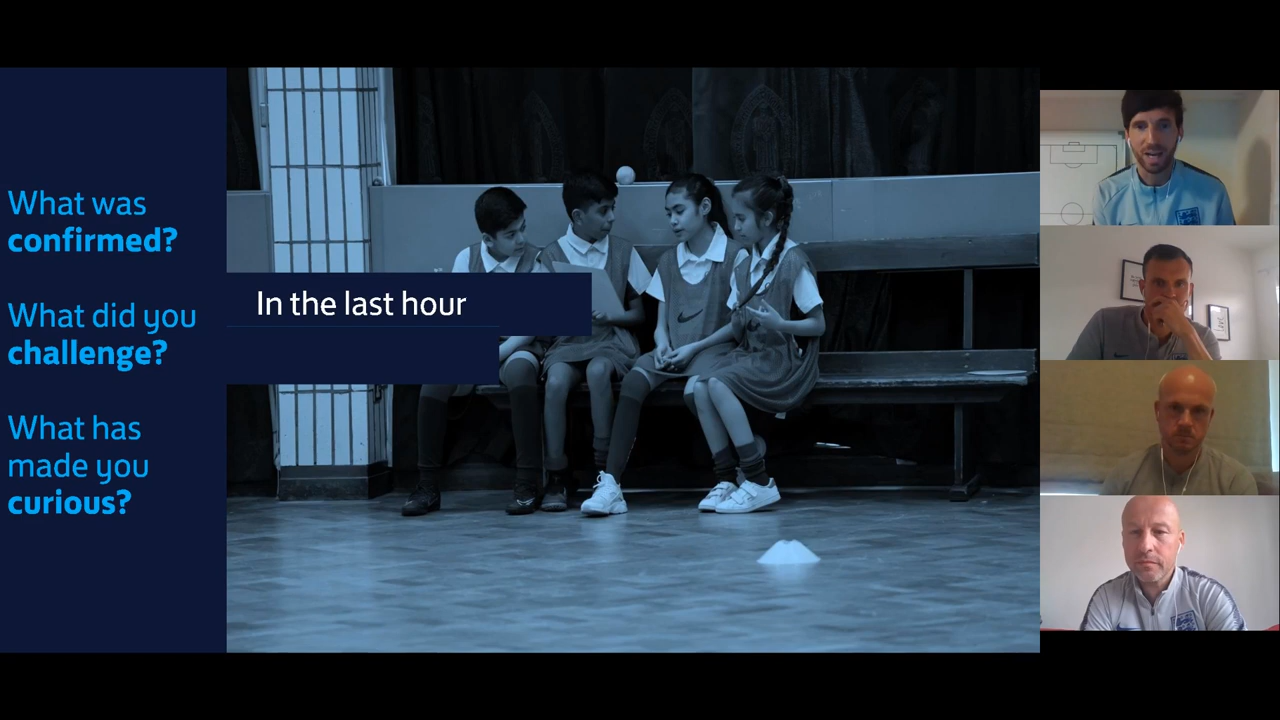 What was
confirmed?
What did you
challenge?
What has
made you
curious?
In the last hour